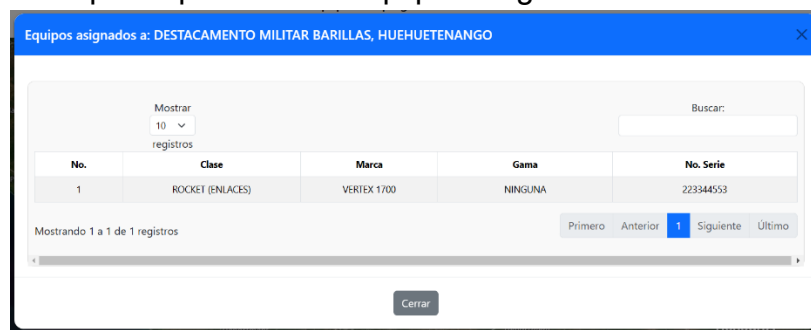 Equipos asignados a: DESTACAMENTO MILITAR BARILLAS, HUEHUETENANGO
Mostrar
10
registros
Buscar:
No. Clase Marca Gama No. Serie
1 ROCKET (ENLACES) VERTEX 1700 NINGUNA 223344553
Mostrando 1 a 1 de 1 registros
Primero Anterior 1 Siguiente Último
Cerrar